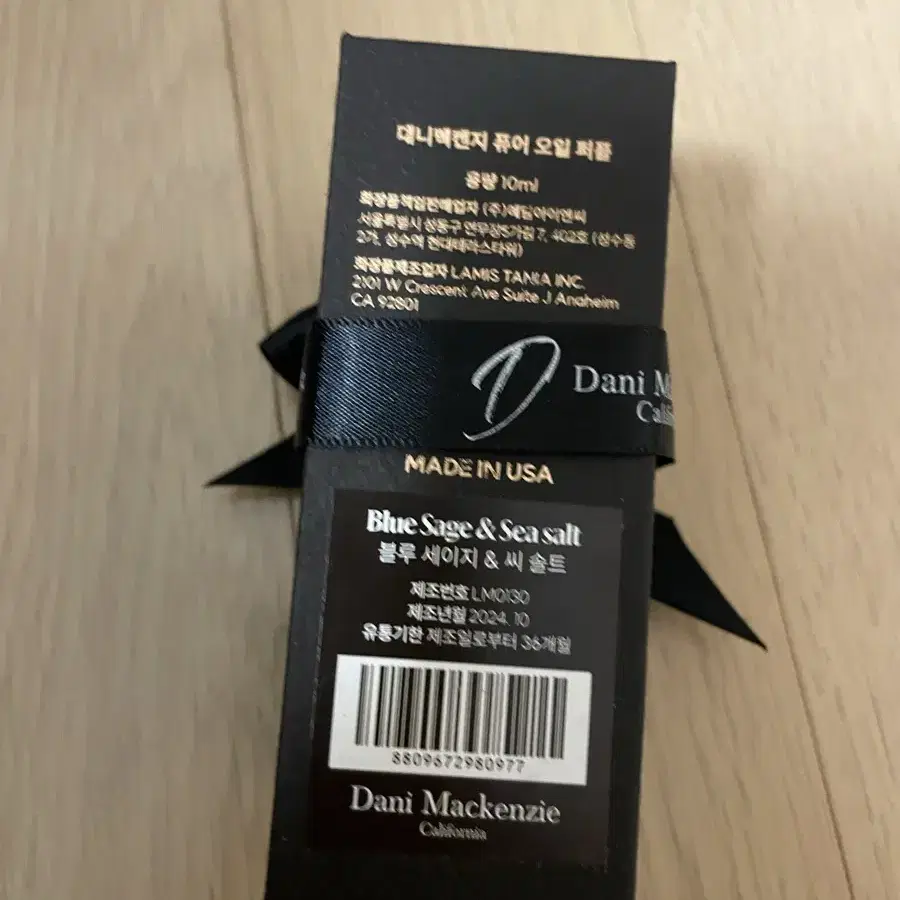 대니맥켄지 퓨어 오일 퍼퓸
용량 10ml
화장품책임판매업자 (주)에딜아이앤씨
서울특별시 성동구 연무장5가길 7, 402호 (성수동
2가, 성수역 현대테라스타워)
화장품제조업자 LAMIS TANIA INC.
2101 W Crescent Ave Suite J Anaheim
CA 92801
D
Dani M
Calif
MADE IN USA
Blue Sage & Sea salt
블루 세이지 & 씨 솔트
제조번호 LM0130
제조년월 2024. 10
유통기한 제조일로부터 36개월
8809672980977
Dani Mackenzie
California